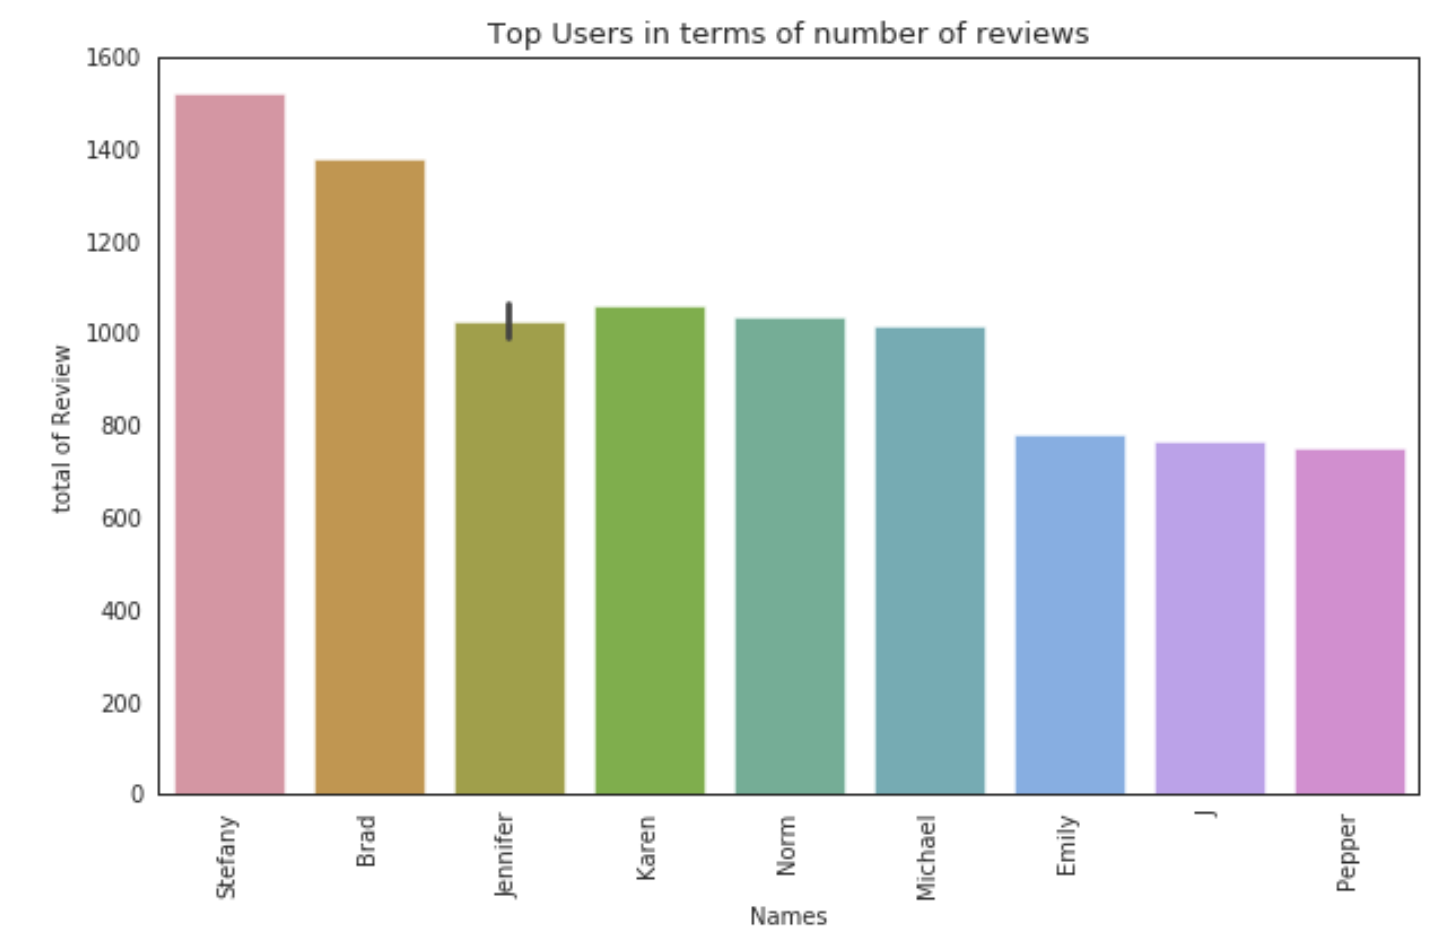 Top Users in terms of number of reviews
1600
1400
1200
1000
800
600
400
200
0
total of Review
Stefany
Brad
Jennifer
Karen
Norm
Michael
Emily
J
Pepper
Names